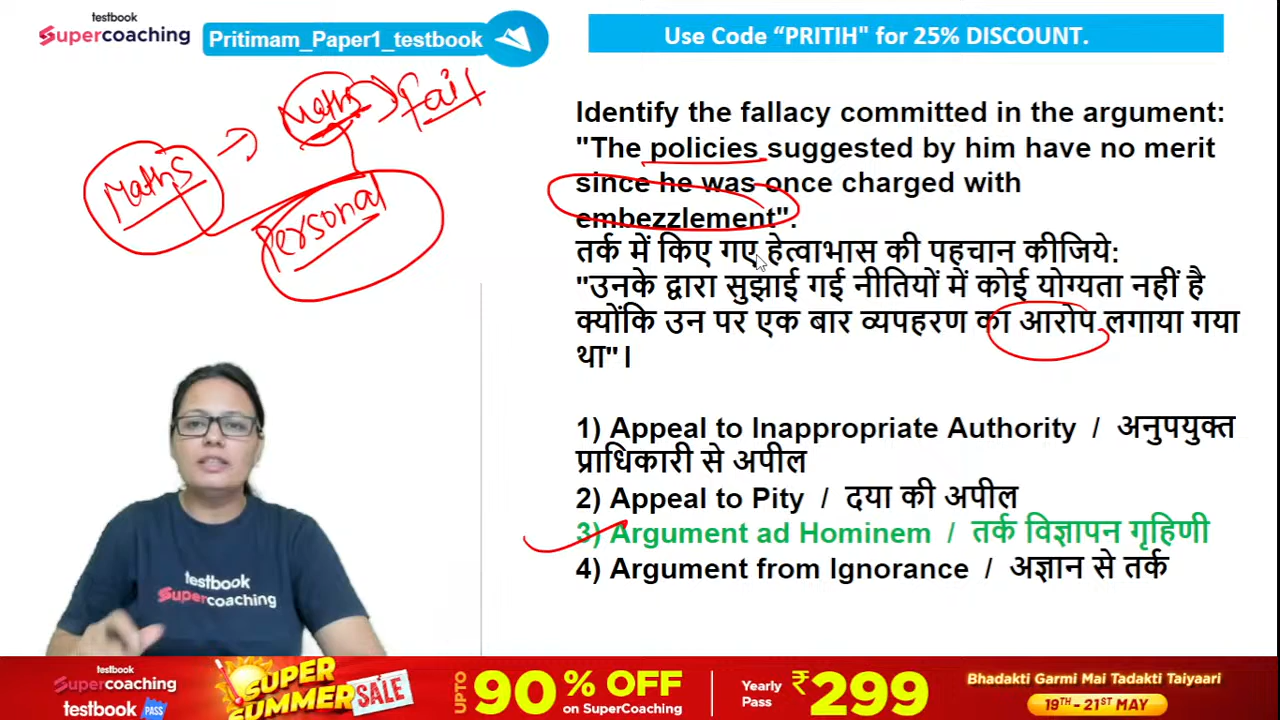 testbook
Supercoaching
Pritimam_Paper1_testbook
Use Code “PRITIH" for 25% DISCOUNT.
Maths → Maths → Fail
Personal
Identify the fallacy committed in the argument:
"The policies suggested by him have no merit
since he was once charged with
embezzlement".
तर्क में किए गए हेत्वाभास की पहचान कीजिये:
"उनके द्वारा सुझाई गई नीतियों में कोई योग्यता नहीं है
क्योंकि उन पर एक बार व्यपहरण का आरोप लगाया गया
था"।
1) Appeal to Inappropriate Authority / अनुपयुक्त
प्राधिकारी से अपील
2) Appeal to Pity / दया की अपील
3) Argument ad Hominem / तर्क विज्ञापन गृहिणी
4) Argument from Ignorance / अज्ञान से तर्क
testbook
Supercoaching
testbook
Supercoaching
testbook PASS
SUPER
SUMMER SALE
UPTO 90% OFF
on SuperCoaching
Yearly
Pass ₹299
Bhadakti Garmi Mai Tadakti Taiyaari
19TH - 21ST MAY